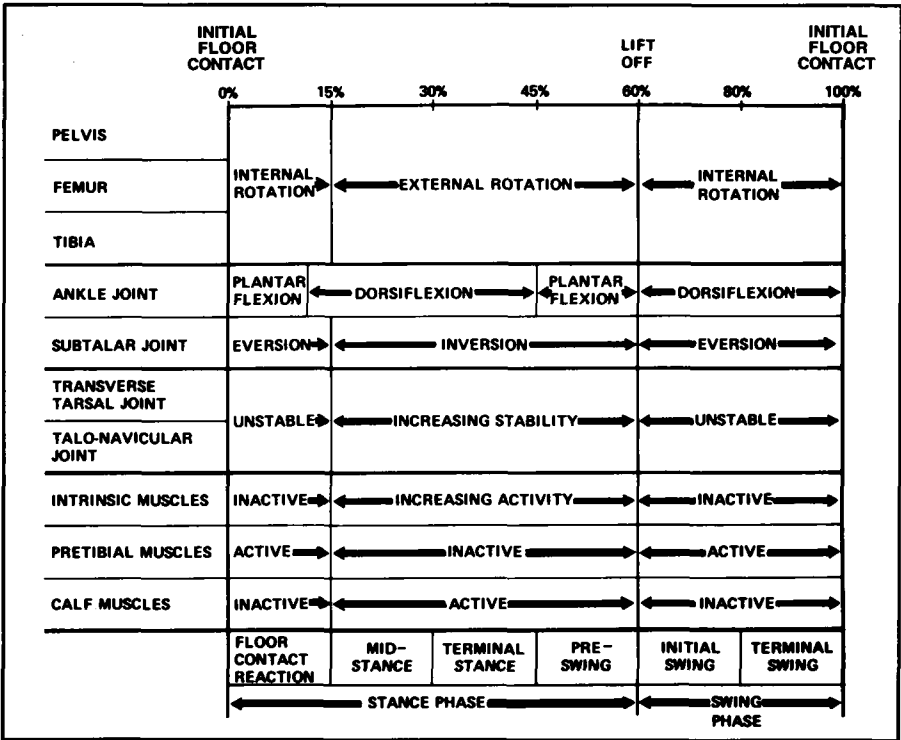 INITIAL FLOOR CONTACT
LIFT OFF
INITIAL FLOOR CONTACT
0% 15% 30% 45% 60% 80% 100%
PELVIS
FEMUR
TIBIA
INTERNAL ROTATION EXTERNAL ROTATION INTERNAL ROTATION
ANKLE JOINT PLANTAR FLEXION DORSIFLEXION PLANTAR FLEXION DORSIFLEXION
SUBTALAR JOINT EVERSION INVERSION EVERSION
TRANSVERSE TARSAL JOINT
TALO-NAVICULAR JOINT
UNSTABLE INCREASING STABILITY UNSTABLE
INTRINSIC MUSCLES INACTIVE INCREASING ACTIVITY INACTIVE
PRETIBIAL MUSCLES ACTIVE INACTIVE ACTIVE
CALF MUSCLES INACTIVE ACTIVE INACTIVE
FLOOR CONTACT REACTION MID-STANCE TERMINAL STANCE PRE-SWING INITIAL SWING TERMINAL SWING
STANCE PHASE SWING PHASE